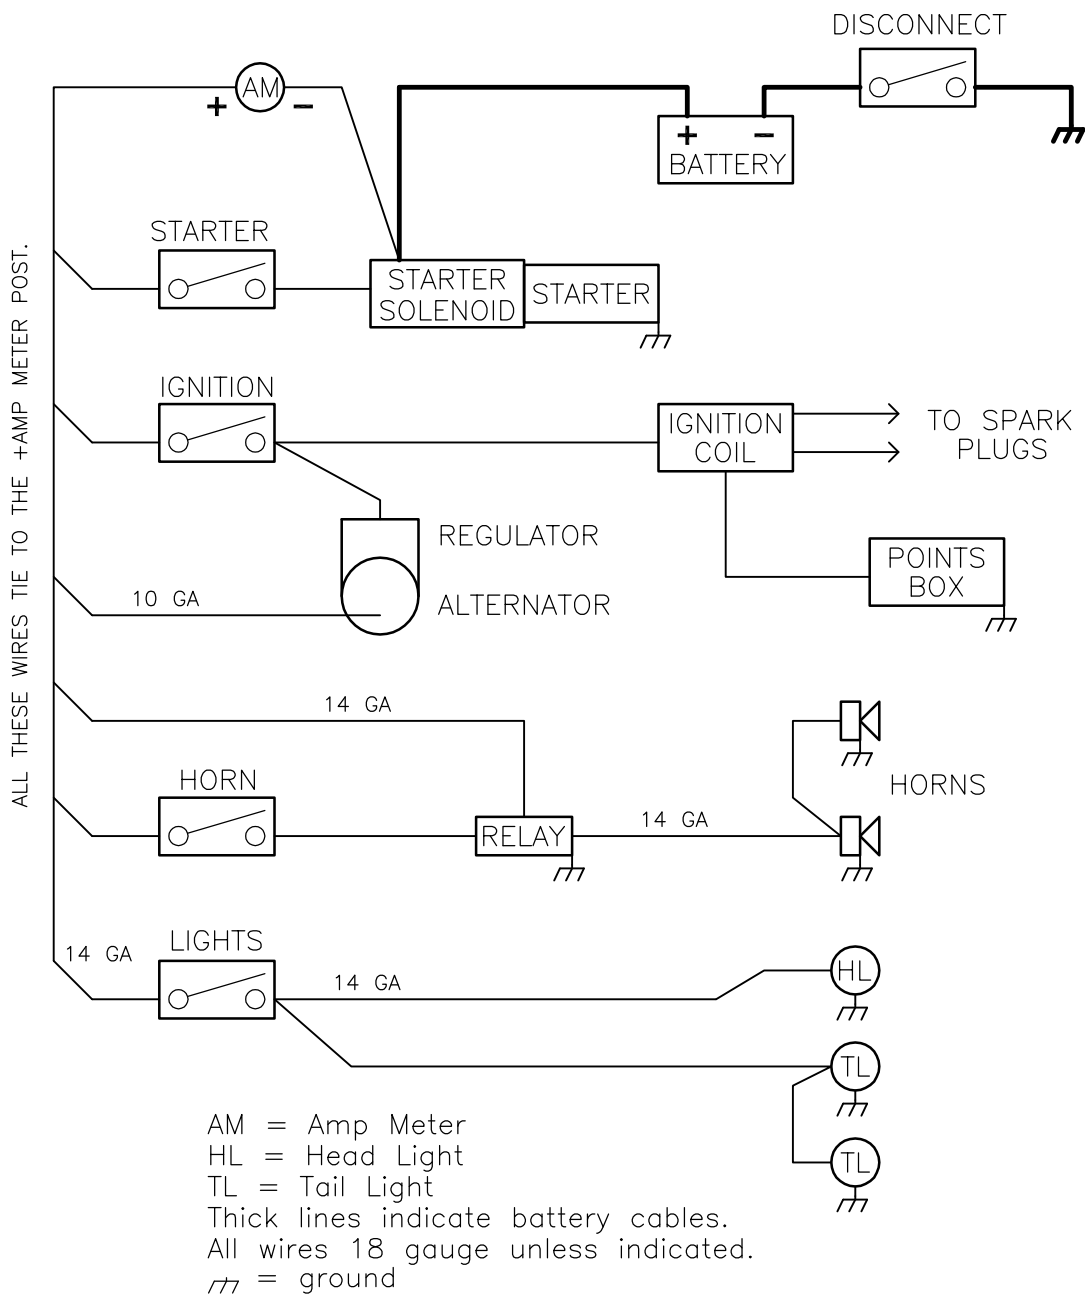 DISCONNECT
AM
+ −
+ −
BATTERY
STARTER
STARTER
SOLENOID
STARTER
ALL THESE WIRES TIE TO THE +AMP METER POST.
IGNITION
IGNITION
COIL
TO SPARK
PLUGS
REGULATOR
ALTERNATOR
10 GA
POINTS
BOX
14 GA
HORN
RELAY
14 GA
HORNS
LIGHTS
14 GA
14 GA
HL
TL
TL
AM = Amp Meter
HL = Head Light
TL = Tail Light
Thick lines indicate battery cables.
All wires 18 gauge unless indicated.
= ground